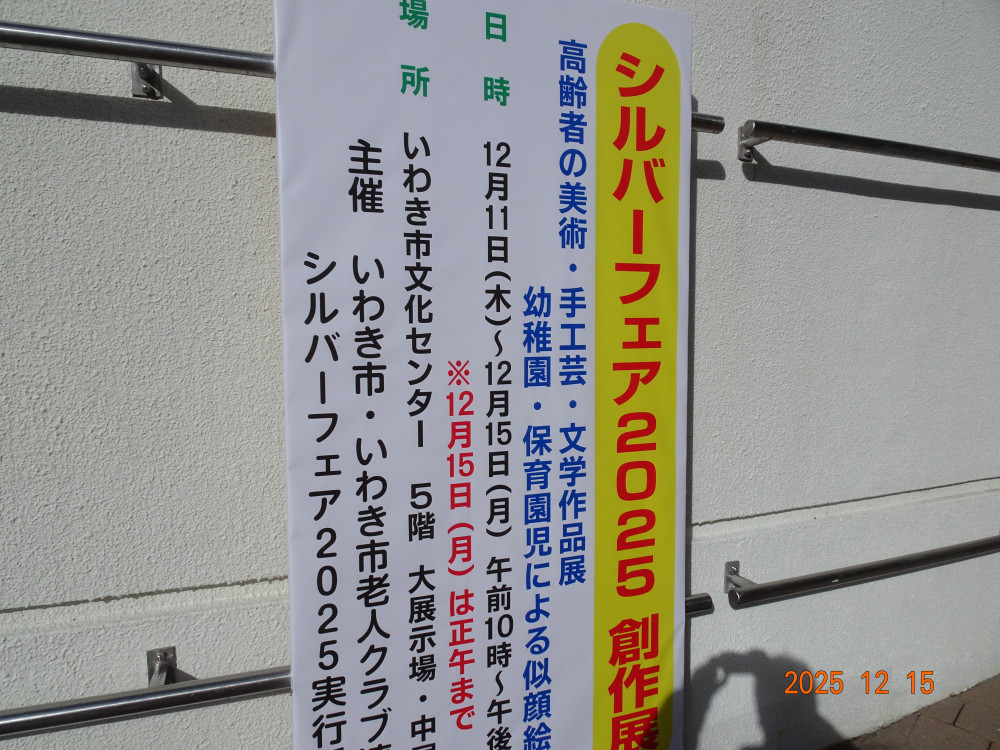 シルバーフェア2025 創作展
高齢者の美術・手工芸・文学作品展
幼稚園・保育園児による似顔絵
日時 12月11日(木)～12月15日(月) 午前10時～午後
※12月15日(月)は正午まで
場所 いわき市文化センター 5階 大展示場・中
主催 いわき市・いわき市老人クラブ
シルバーフェア2025実行
2025 12 15